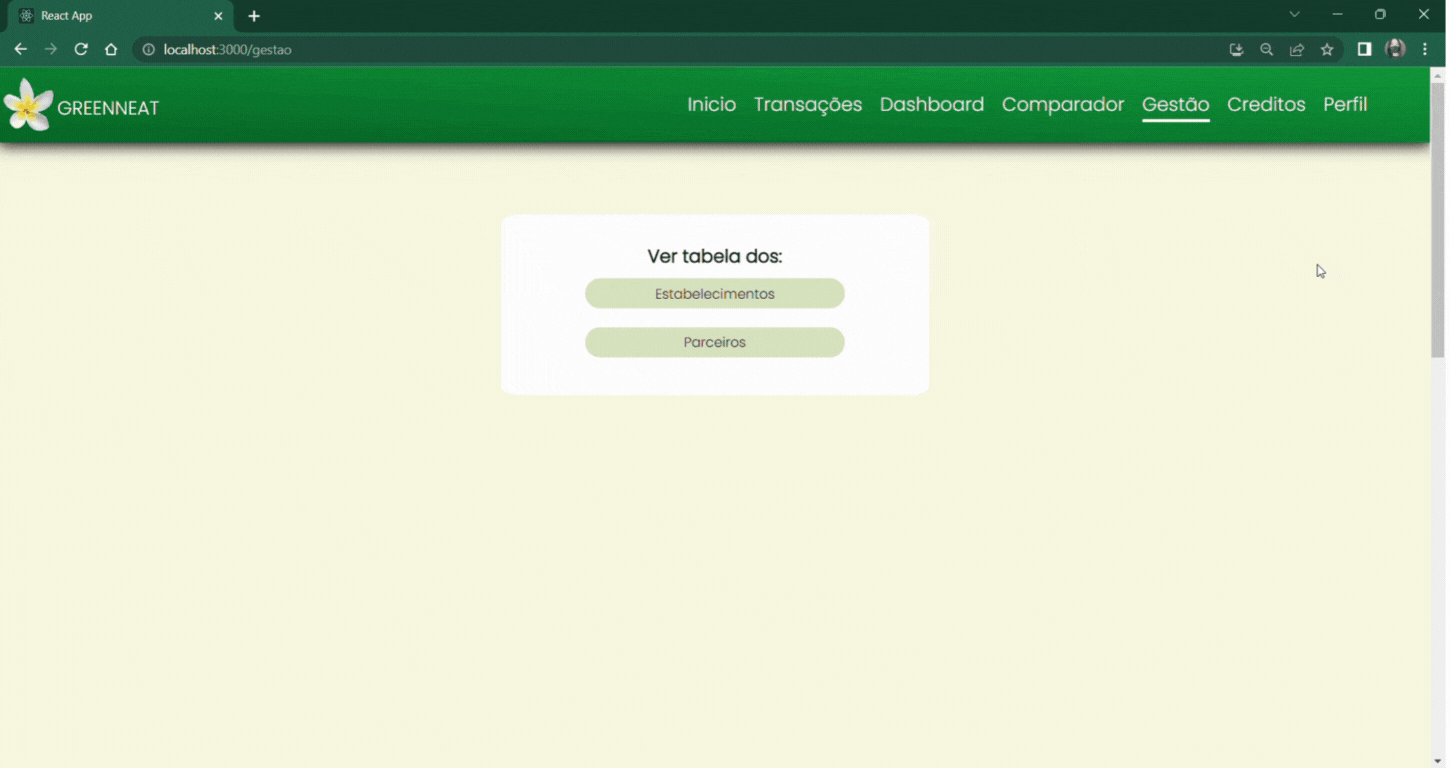 React App
localhost:3000/gestao
GREENNEAT
Inicio Transações Dashboard Comparador Gestão Creditos Perfil
Ver tabela dos:
Estabelecimentos
Parceiros